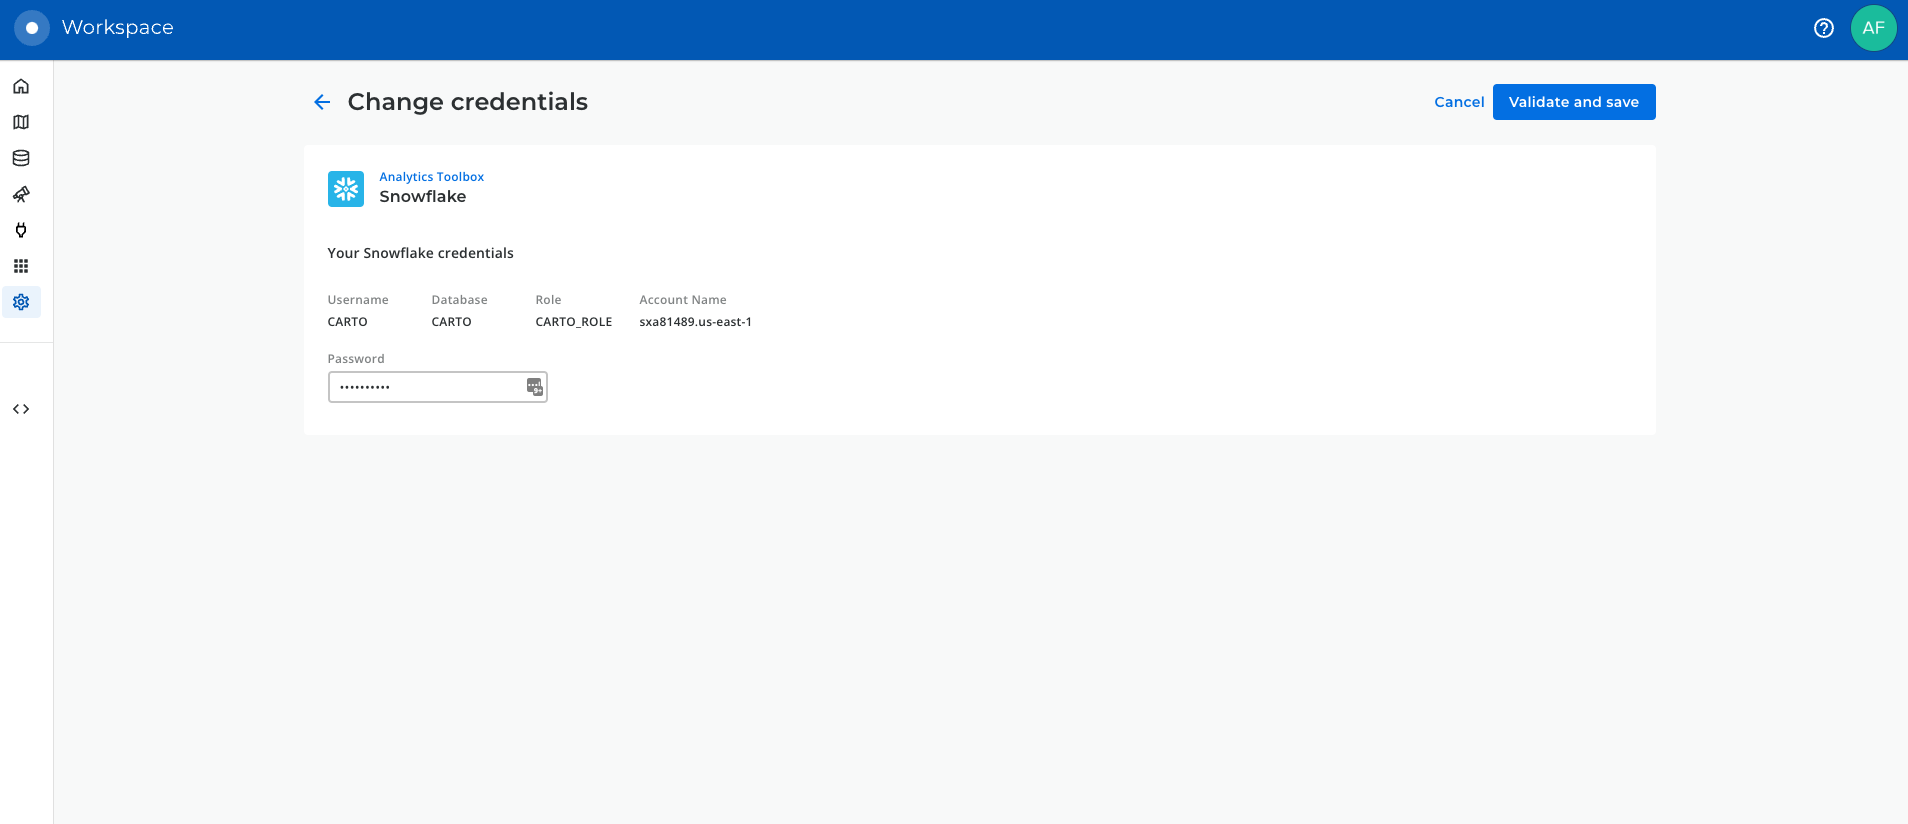 Workspace
AF
Change credentials
Cancel
Validate and save
Analytics Toolbox
Snowflake
Your Snowflake credentials
Username Database Role Account Name
CARTO CARTO CARTO_ROLE sxa81489.us-east-1
Password
••••••••••